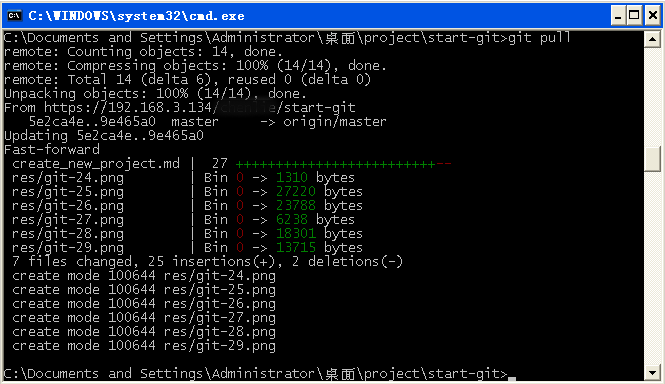 C:\WINDOWS\system32\cmd.exe
C:\Documents and Settings\Administrator\桌面\project\start-git>git pull
remote: Counting objects: 14, done.
remote: Compressing objects: 100% (14/14), done.
remote: Total 14 (delta 6), reused 0 (delta 0)
Unpacking objects: 100% (14/14), done.
From https://192.168.3.134/ /start-git
   5e2ca4e..9e465a0  master     -> origin/master
Updating 5e2ca4e..9e465a0
Fast-forward
 create_new_project.md |  27 +++++++++++++++++++++++++--
 res/git-24.png        | Bin 0 -> 1310 bytes
 res/git-25.png        | Bin 0 -> 27220 bytes
 res/git-26.png        | Bin 0 -> 23788 bytes
 res/git-27.png        | Bin 0 -> 6238 bytes
 res/git-28.png        | Bin 0 -> 18301 bytes
 res/git-29.png        | Bin 0 -> 13715 bytes
 7 files changed, 25 insertions(+), 2 deletions(-)
 create mode 100644 res/git-24.png
 create mode 100644 res/git-25.png
 create mode 100644 res/git-26.png
 create mode 100644 res/git-27.png
 create mode 100644 res/git-28.png
 create mode 100644 res/git-29.png
C:\Documents and Settings\Administrator\桌面\project\start-git>